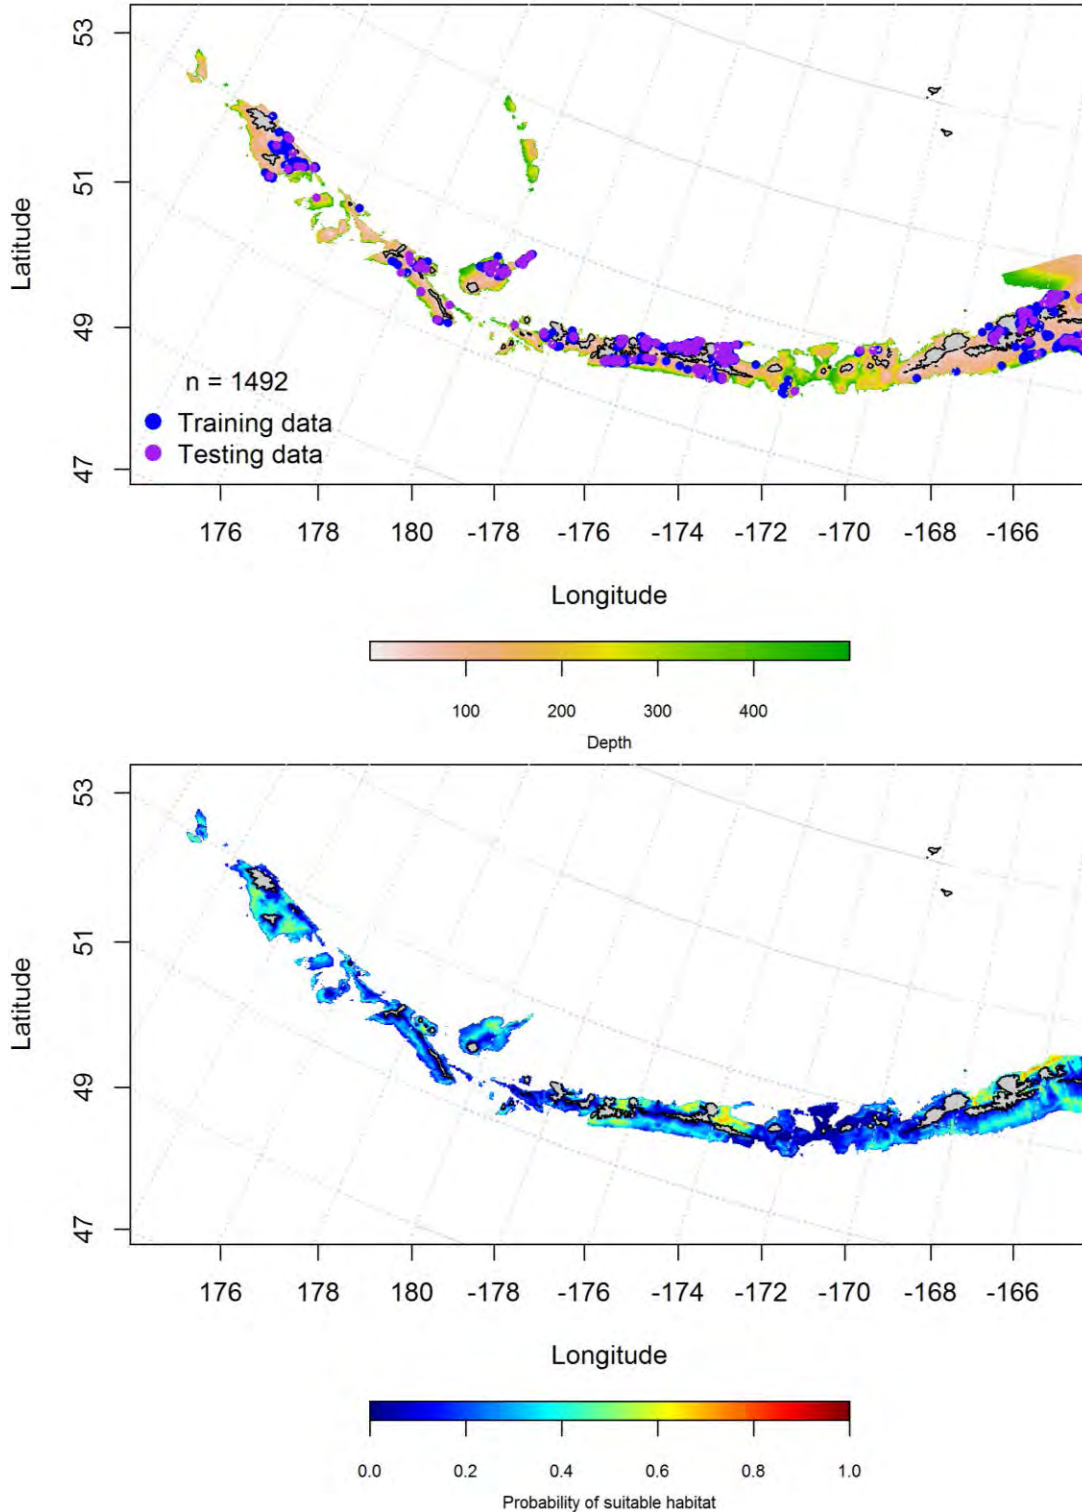 53
51
49
47
Latitude
n = 1492
Training data
Testing data
176 178 180 -178 -176 -174 -172 -170 -168 -166
Longitude
100 200 300 400
Depth
53
51
49
47
Latitude
176 178 180 -178 -176 -174 -172 -170 -168 -166
Longitude
0.0 0.2 0.4 0.6 0.8 1.0
Probability of suitable habitat